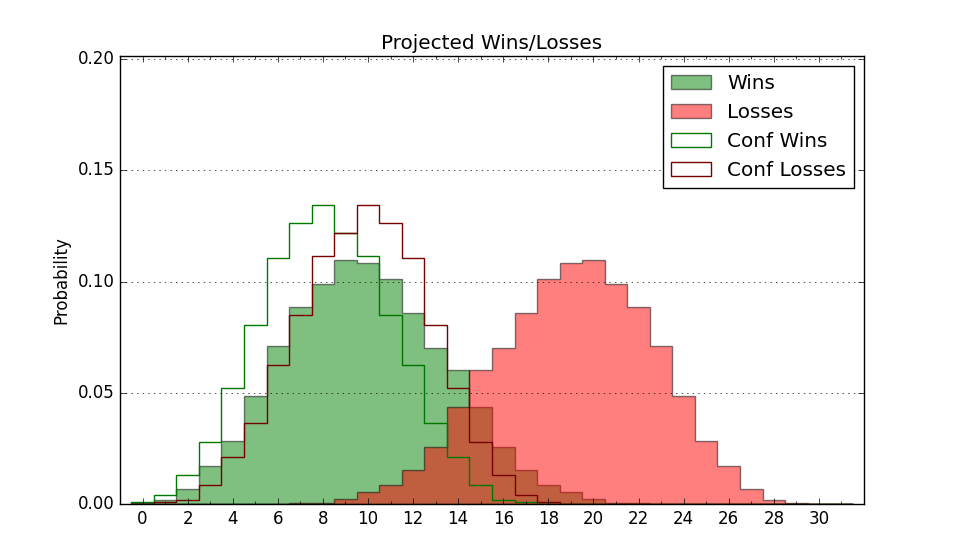 Projected Wins/Losses
0.20
0.15
0.10
0.05
0.00
Probability
Wins
Losses
Conf Wins
Conf Losses
0 2 4 6 8 10 12 14 16 18 20 22 24 26 28 30